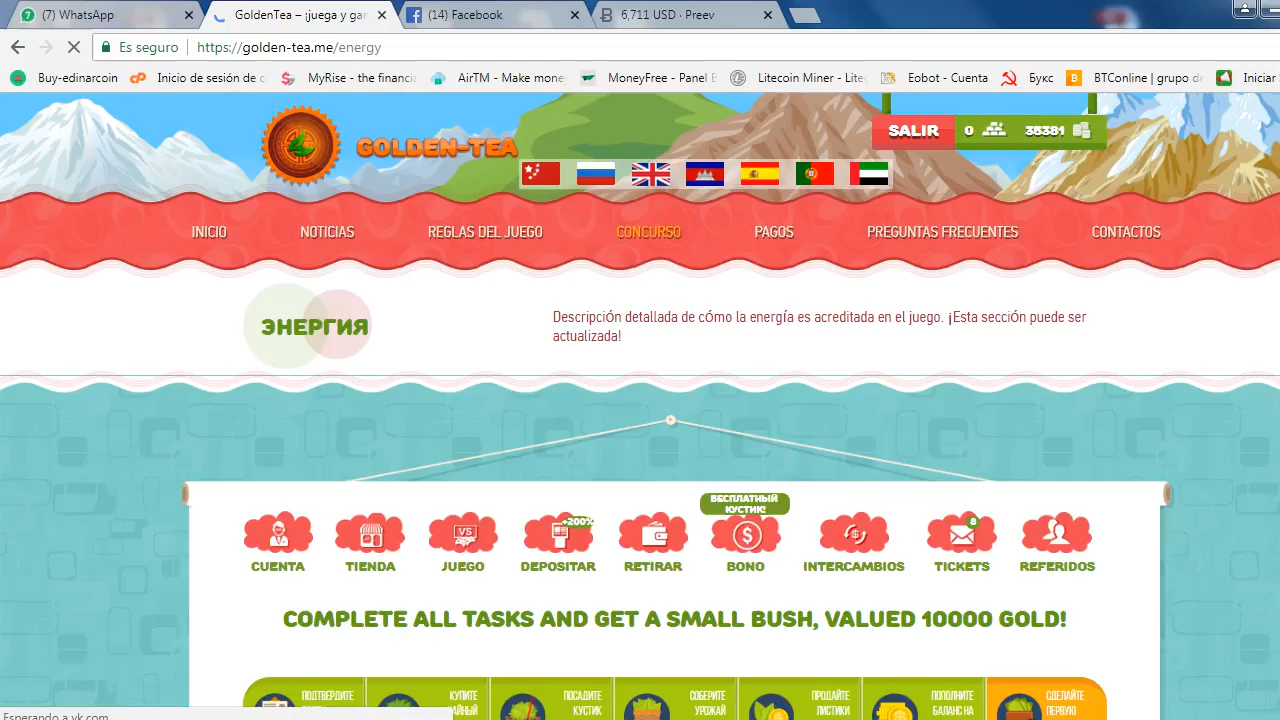 (7) WhatsApp
GoldenTea – ¡juega y gar
(14) Facebook
6,711 USD · Preev
Es seguro
https://golden-tea.me/energy
Buy-edinarcoin
Inicio de sesión de c
MyRise - the financia
AirTM - Make mone
MoneyFree - Panel B
Litecoin Miner - Lite
Eobot - Cuenta
Букс
BTConline | grupo de
Iniciar
GOLDEN-TEA
SALIR
0
35381
INICIO
NOTICIAS
REGLAS DEL JUEGO
CONCURSO
PAGOS
PREGUNTAS FRECUENTES
CONTACTOS
ЭНЕРГИЯ
Descripción detallada de cómo la energía es acreditada en el juego. ¡Esta sección puede ser
actualizada!
БЕСПЛАТНЫЙ
КУСТИК!
VS
+200%
8
CUENTA
TIENDA
JUEGO
DEPOSITAR
RETIRAR
BONO
INTERCAMBIOS
TICKETS
REFERIDOS
COMPLETE ALL TASKS AND GET A SMALL BUSH, VALUED 10000 GOLD!
ПОДТВЕРДИТЕ
КУПИТЕ
ПОСАДИТЕ
КУСТИК
СОБЕРИТЕ
УРОЖАЙ
ПРОДАЙТЕ
ЛИСТИКИ
ПОПОЛНИТЕ
БАЛАНС НА
СДЕЛАЙТЕ
ПЕРВУЮ
Esperando a vk.com